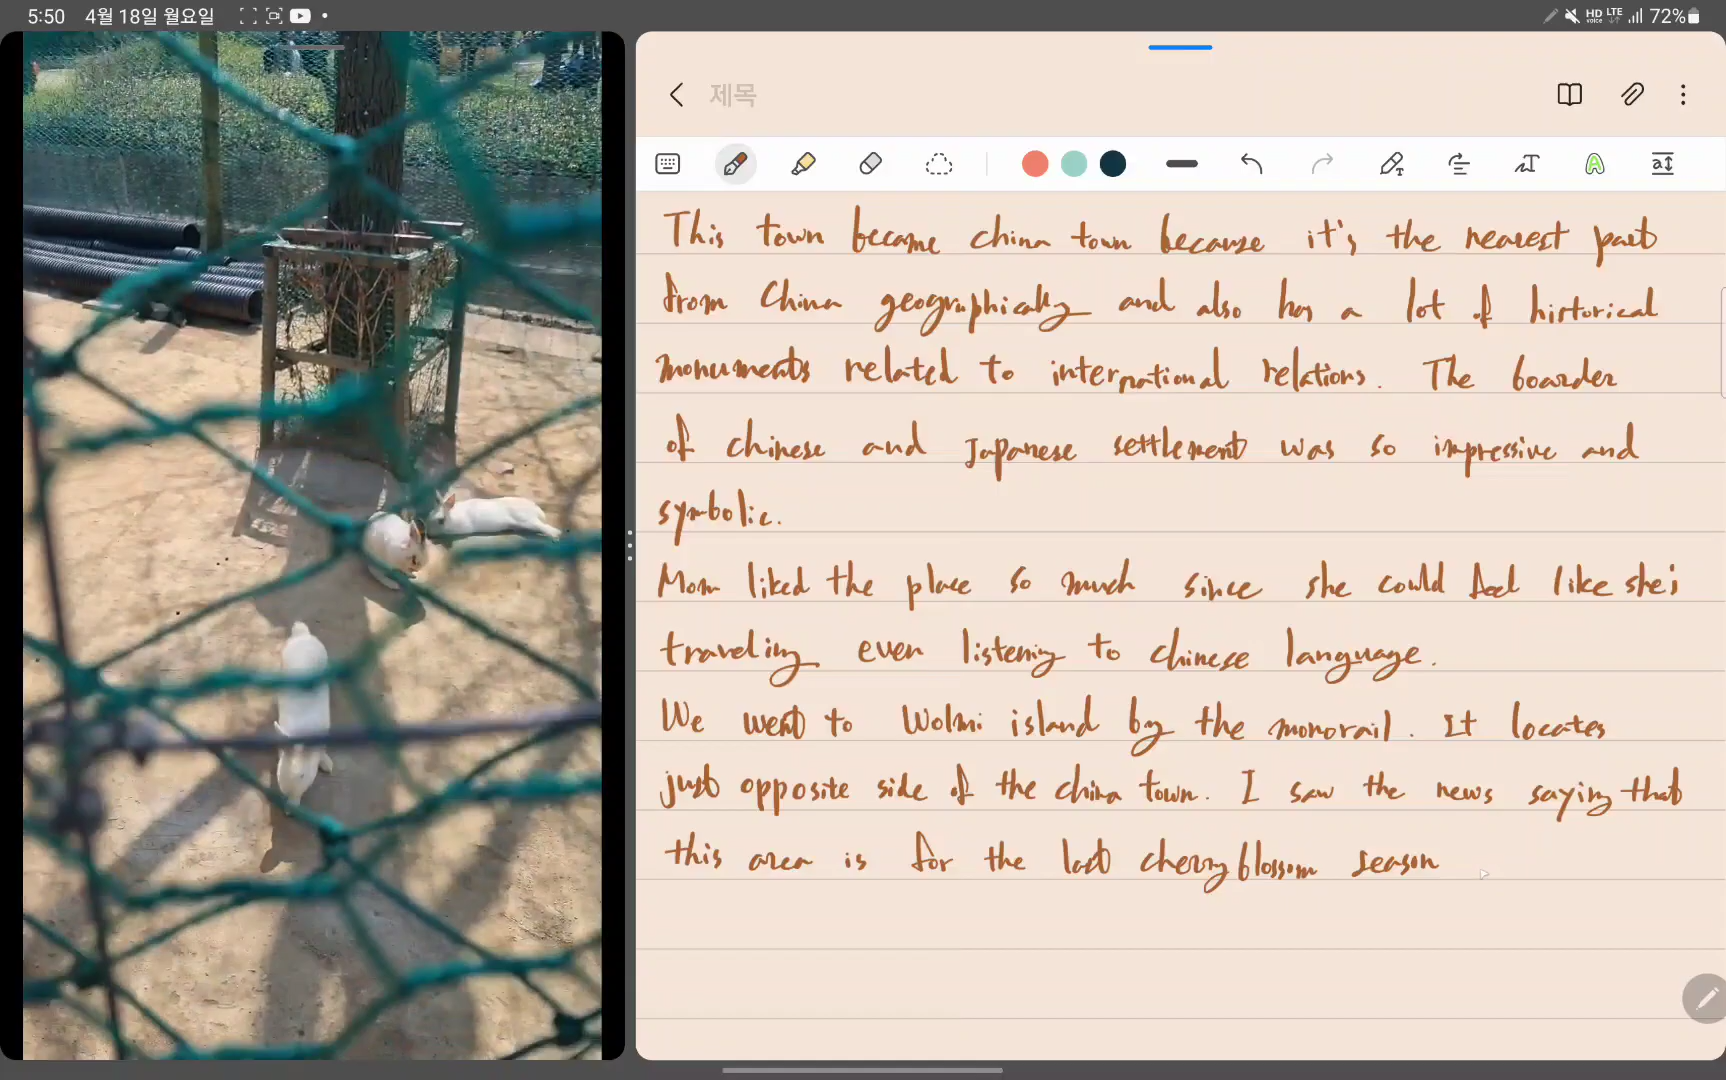 5:50 4월 18일 월요일
HD voice LTE 72%
제목
This town became china town because it's the nearest part
from China geographically and also has a lot of historical
monuments related to international relations. The boarder
of chinese and Japanese settlement was so impressive and
symbolic.
Mom liked the place so much since she could feel like she's
traveling even listening to chinese language.
We went to Wolmi island by the monorail. It locates
just opposite side of the china town. I saw the news saying that
this area is for the last cherry blossom season